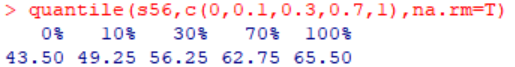 > quantile(s56,c(0,0.1,0.3,0.7,1),na.rm=T)
0% 10% 30% 70% 100%
43.50 49.25 56.25 62.75 65.50